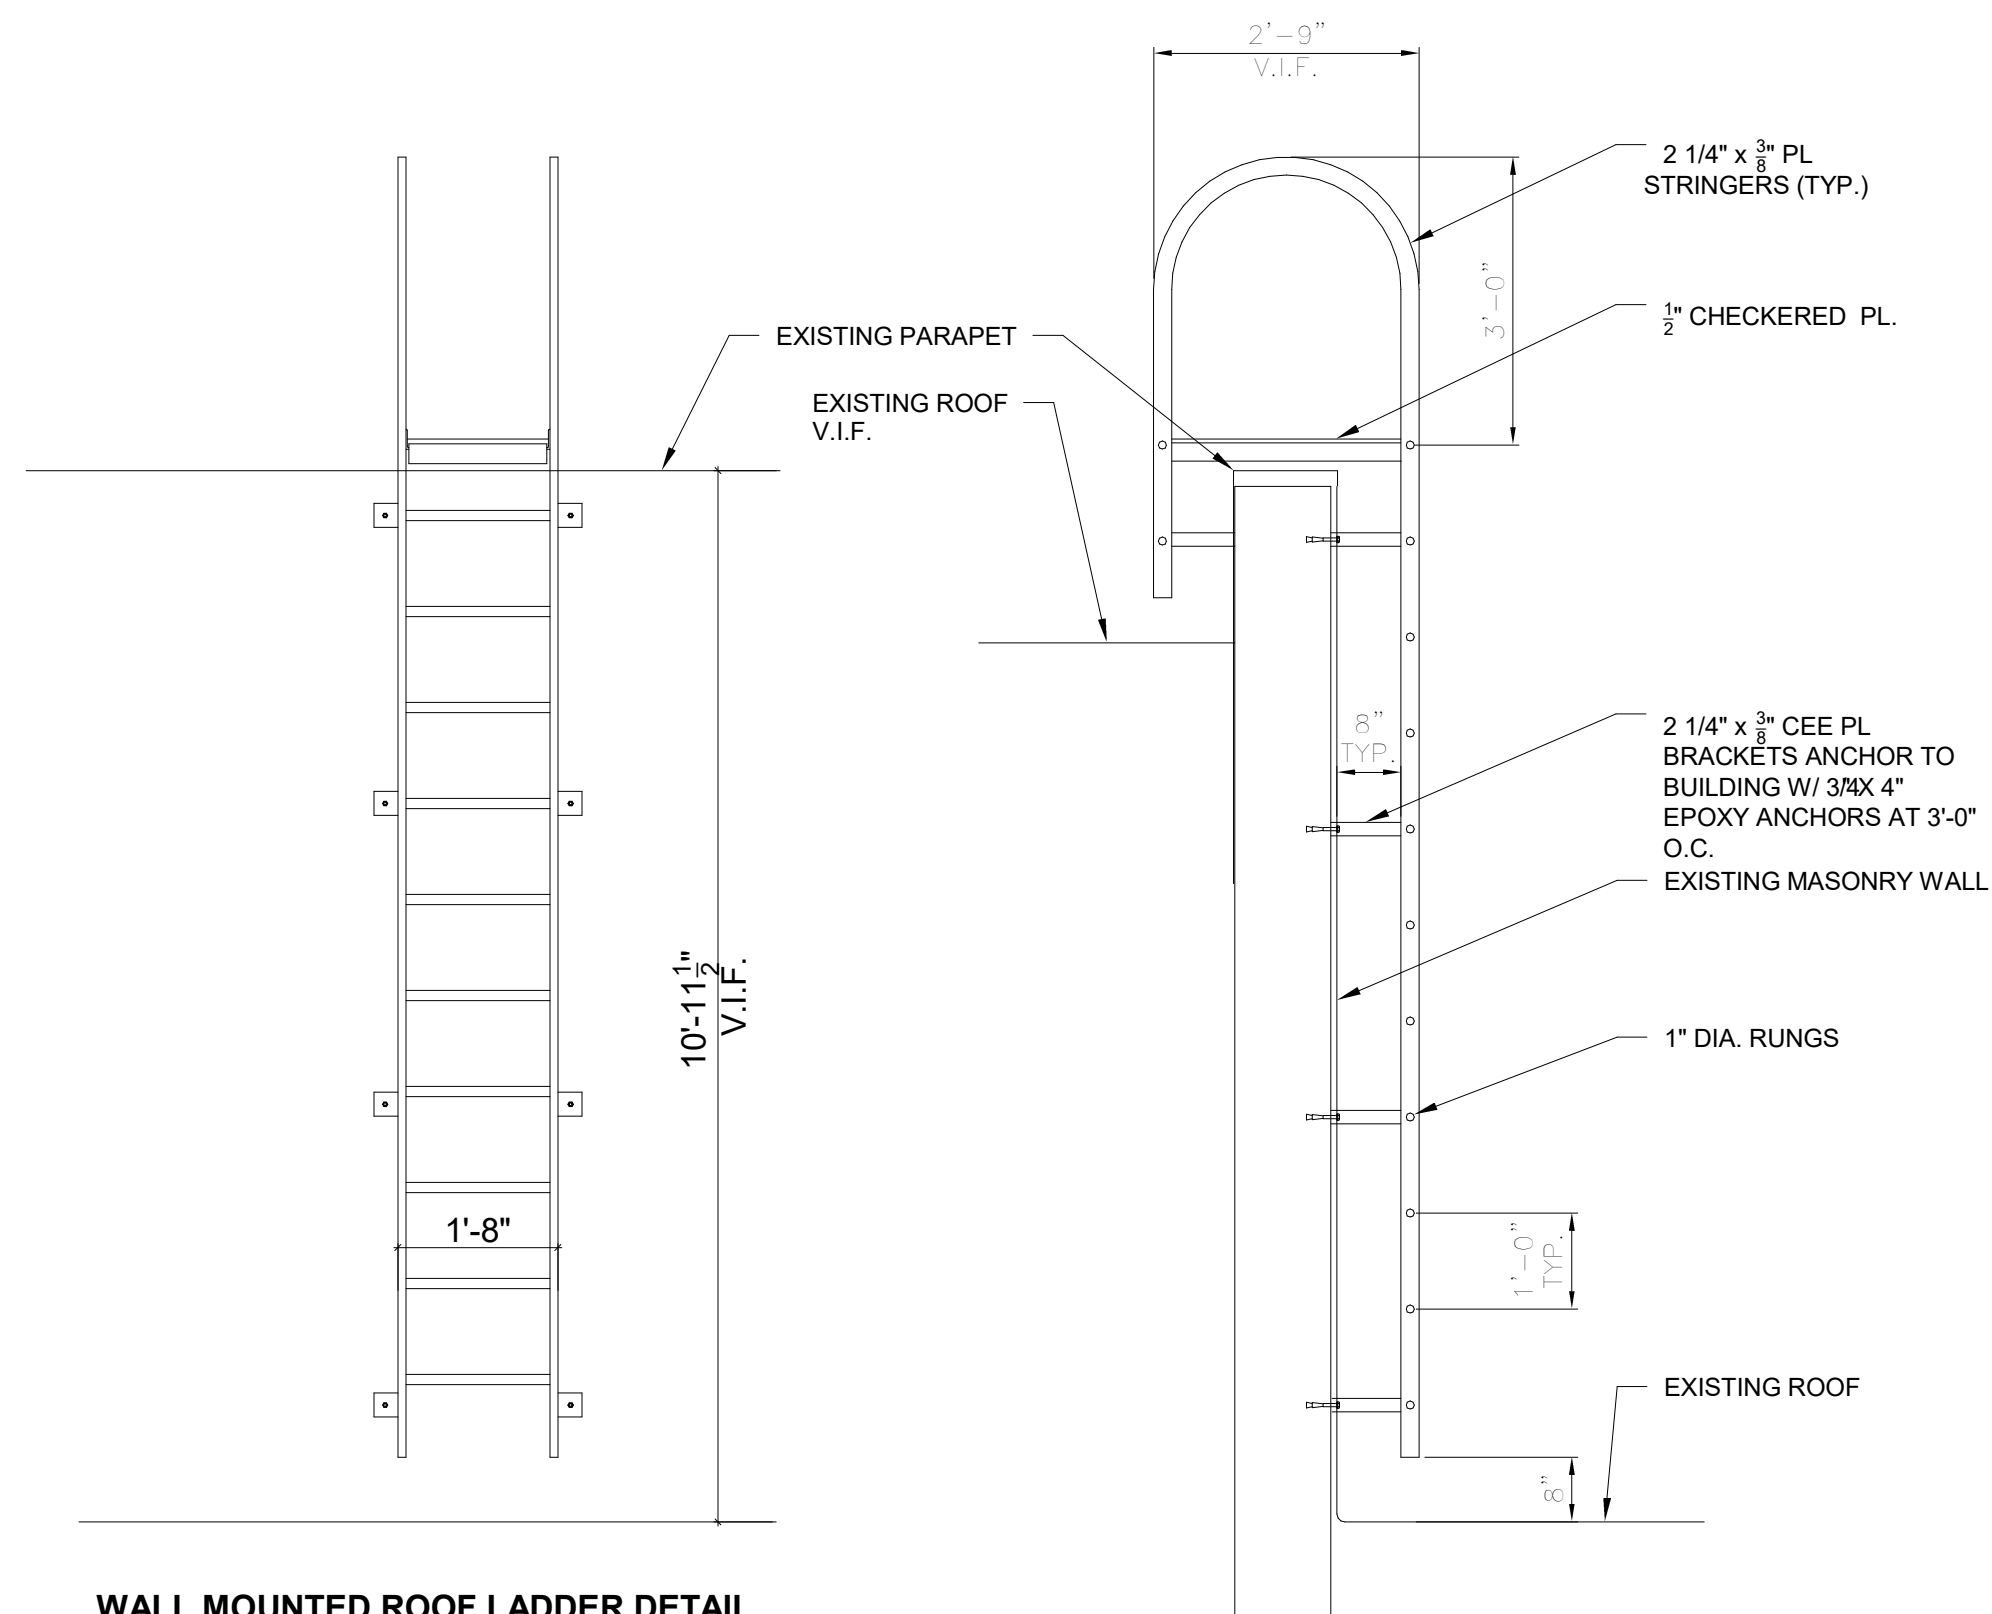 2'-9"
V.I.F.
2 1/4" x 3/8" PL
STRINGERS (TYP.)
3'-0"
1/2" CHECKERED PL.
EXISTING PARAPET
EXISTING ROOF
V.I.F.
8"
TYP.
2 1/4" x 3/8" CEE PL
BRACKETS ANCHOR TO
BUILDING W/ 3/4"X 4"
EPOXY ANCHORS AT 3'-0"
O.C.
EXISTING MASONRY WALL
10'-11 1/2"
V.I.F.
1" DIA. RUNGS
1'-8"
1'-0"
TYP.
EXISTING ROOF
8"
WALL MOUNTED ROOF LADDER DETAIL